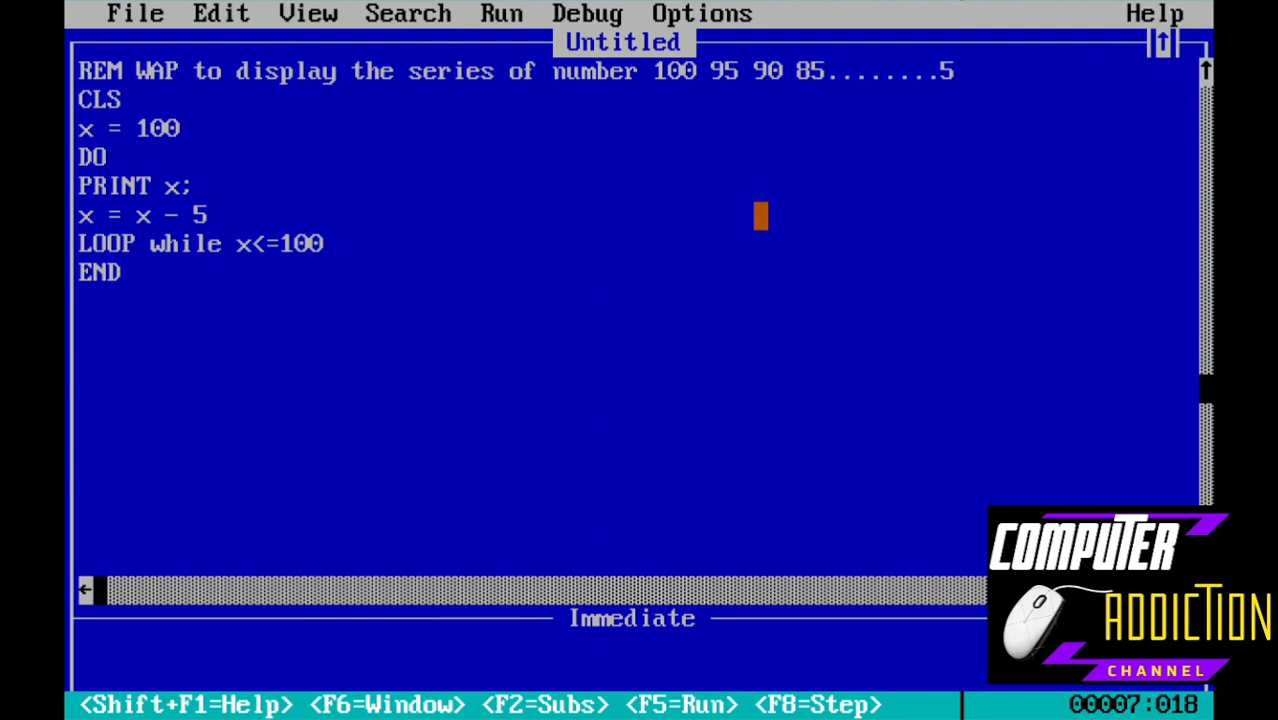 File Edit View Search Run Debug Options Help
Untitled
REM WAP to display the series of number 100 95 90 85........5
CLS
x = 100
DO
PRINT x;
x = x - 5
LOOP while x<=100
END
Immediate
COMPUTER
ADDICTION
CHANNEL
<Shift+F1=Help> <F6=Window> <F2=Subs> <F5=Run> <F8=Step> 00007:018